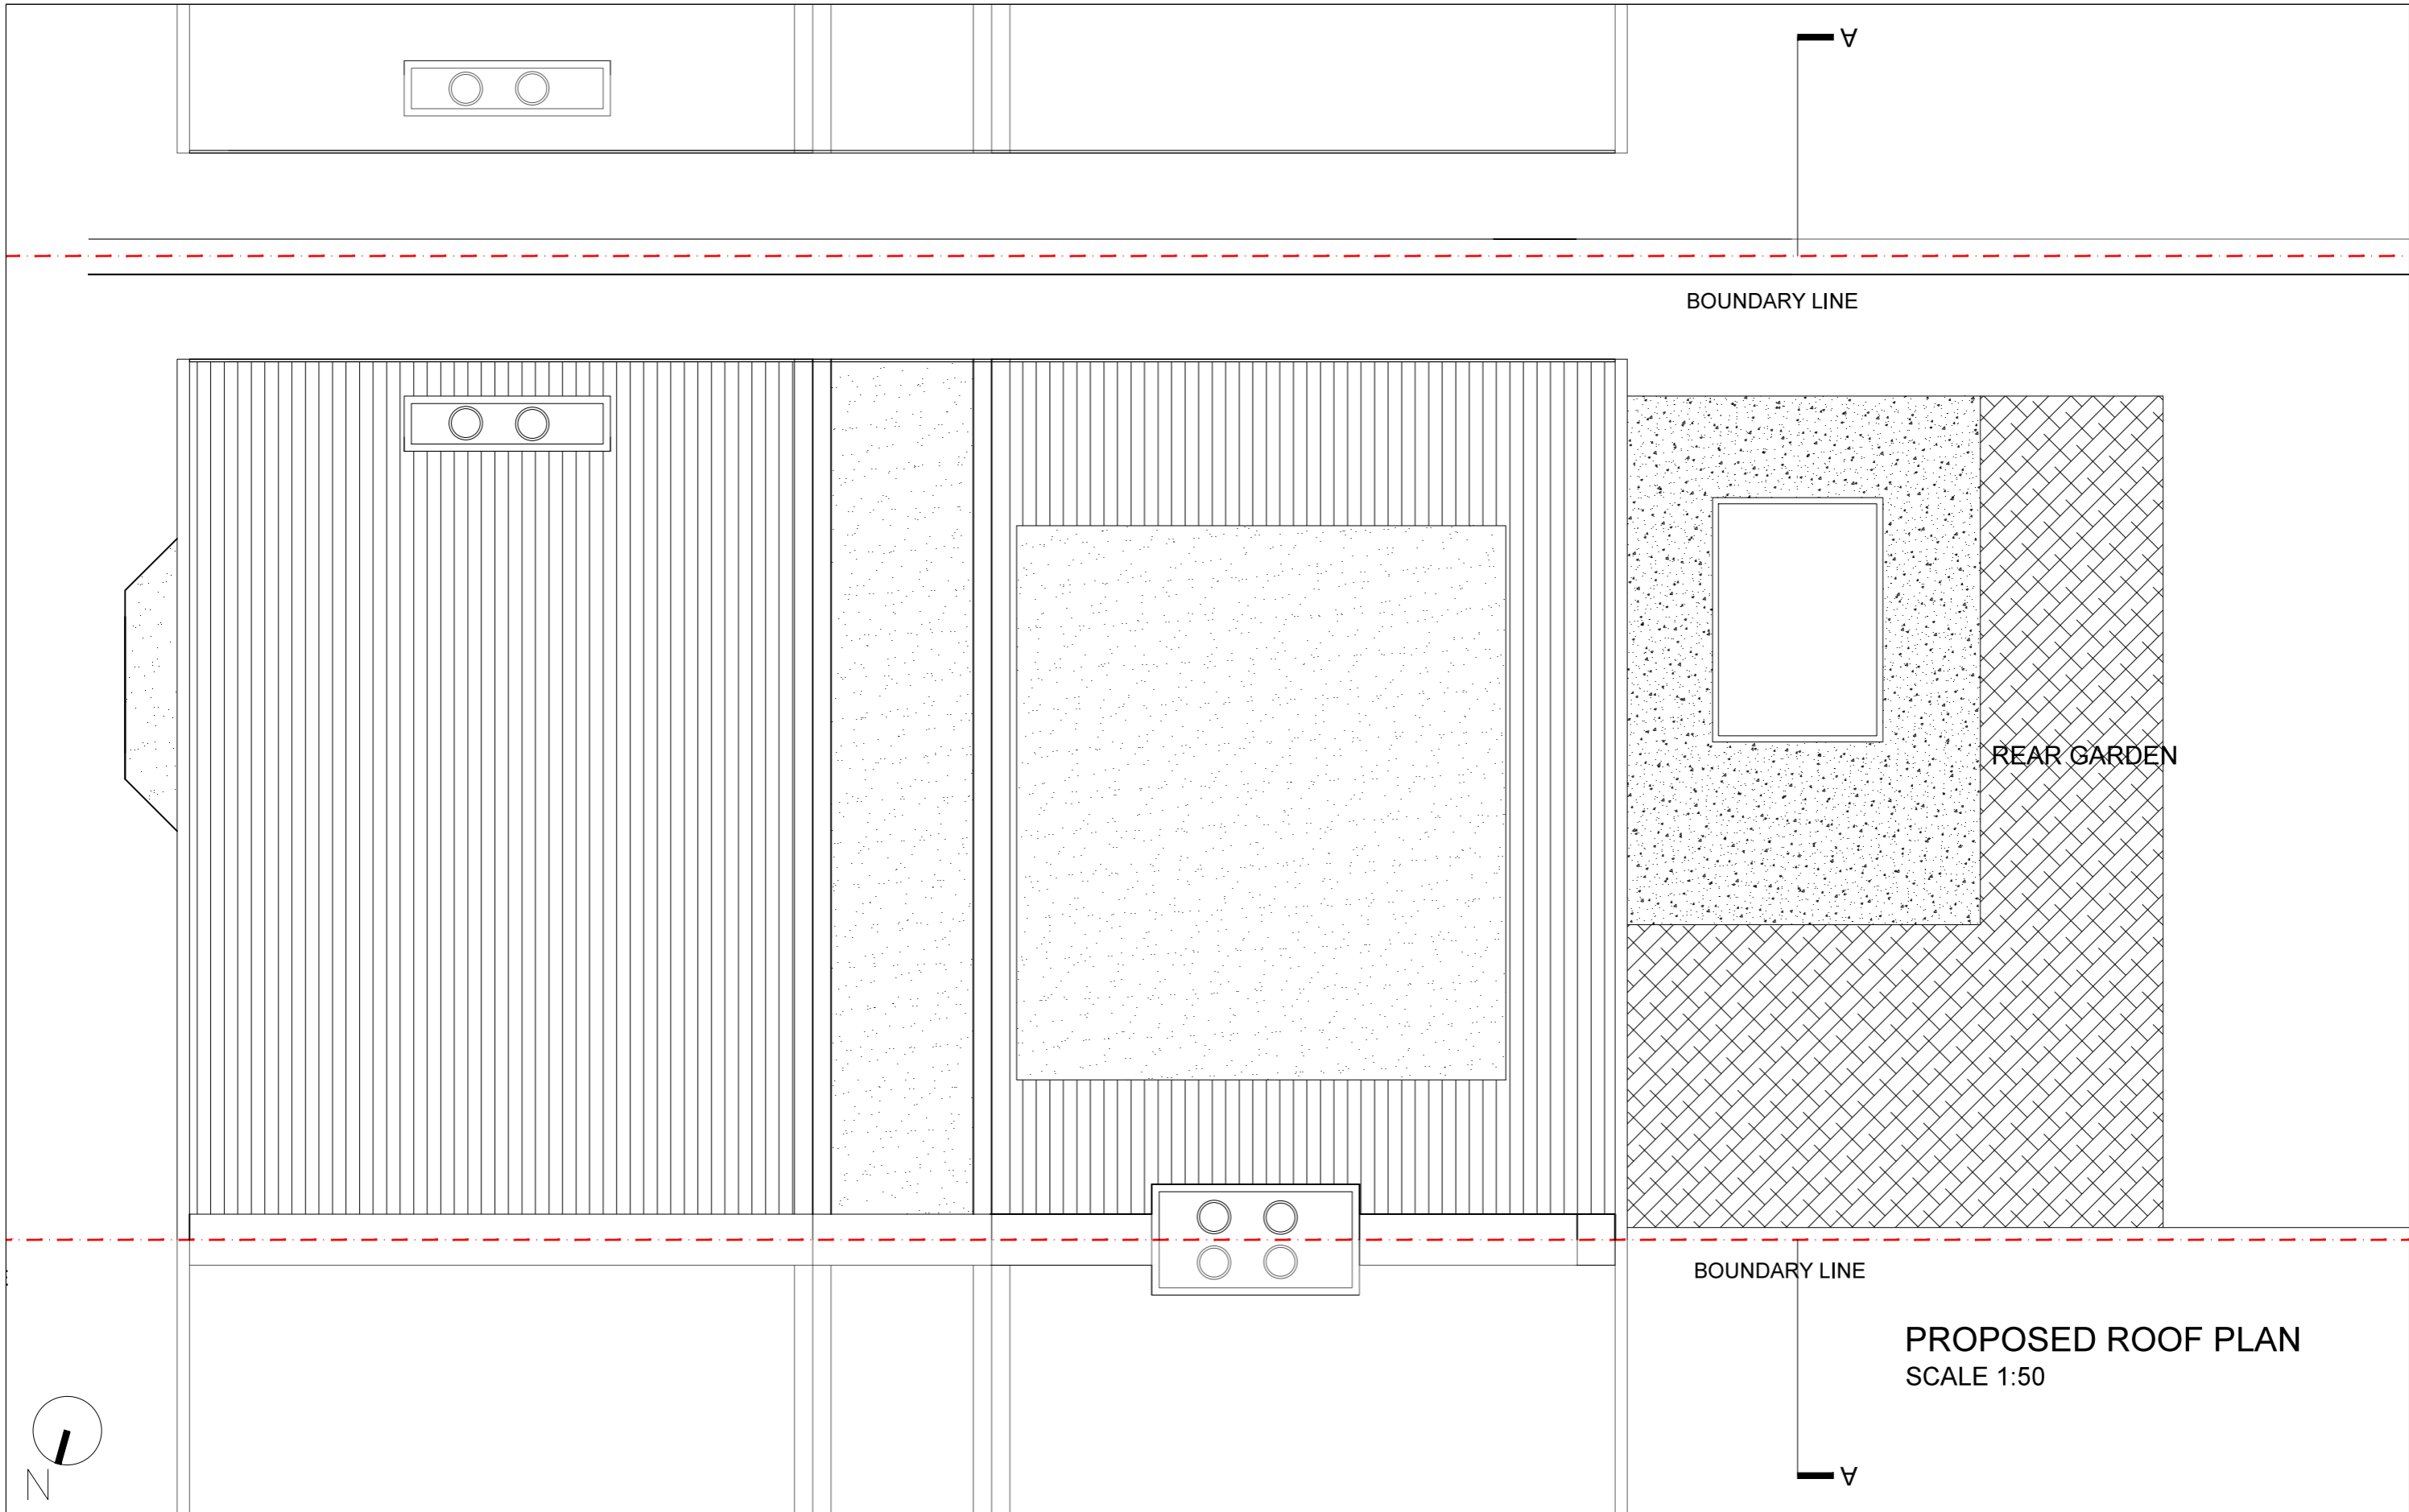 A
BOUNDARY LINE
REAR GARDEN
BOUNDARY LINE
PROPOSED ROOF PLAN
SCALE 1:50
N
A